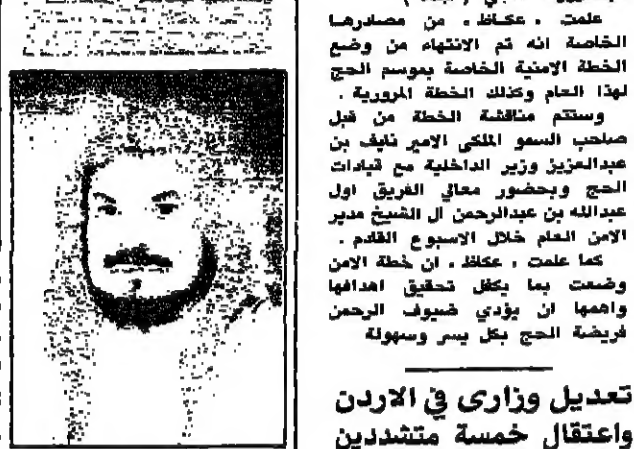 علمت « عكاظ » من مصادرها
الخاصة انه تم الانتهاء من وضع
الخطة الامنية الخاصة بموسم الحج
لهذا العام وكذلك الخطة المرورية .
وستتم مناقشة الخطة من قبل
صاحب السمو الملكي الامير نايف بن
عبدالعزيز وزير الداخلية مع قيادات
الحج وبحضور معالي الفريق اول
عبدالله بن عبدالرحمن ال الشيخ مدير
الامن العام خلال الاسبوع القادم .
كما علمت « عكاظ » ان خطة الامن
وضعت بما يكفل تحقيق اهدافها
واهمها ان يؤدي ضيوف الرحمن
فريضة الحج بكل يسر وسهولة
تعديل وزارى في الاردن
واعتقال خمسة متشددين